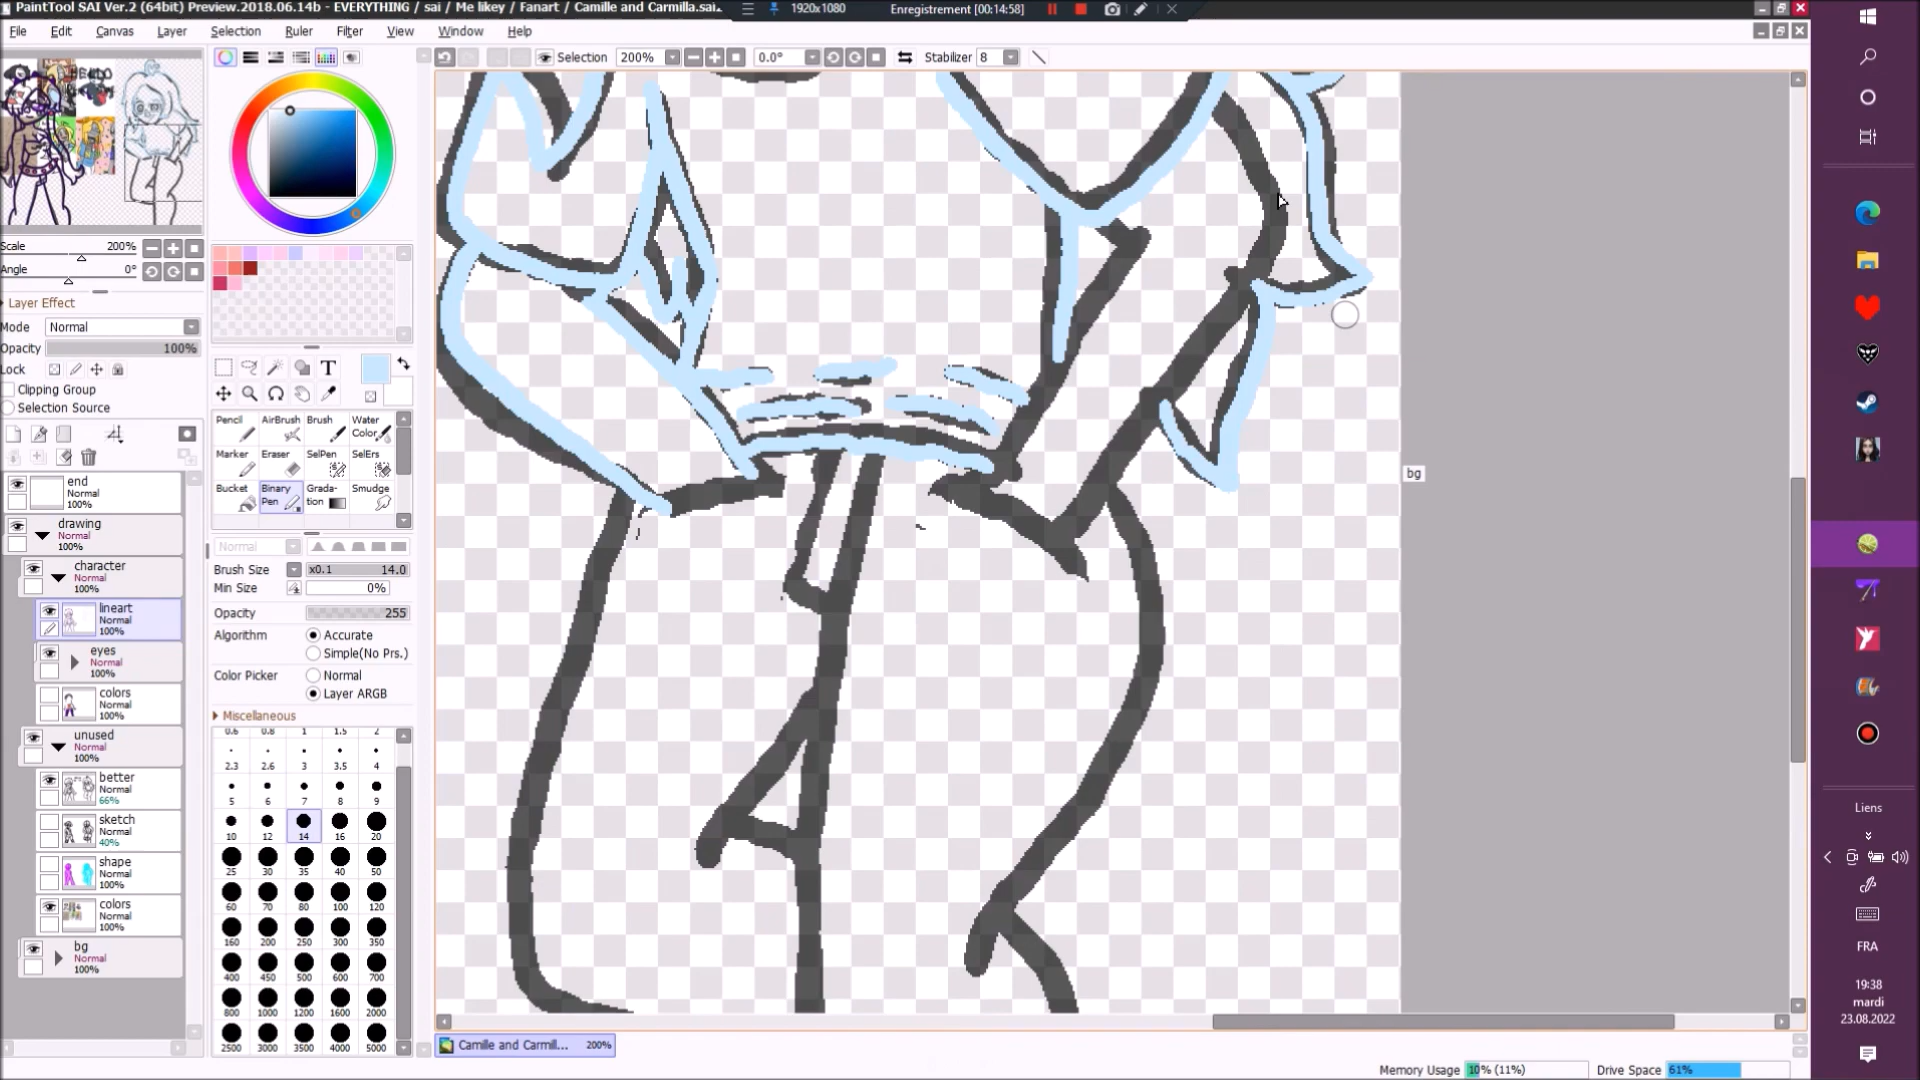 PaintTool SAI Ver.2 (64bit) Preview.2018.06.14b - EVERYTHING / sai / Me likey / Fanart / Camille and Carmilla.sai2
1920x1080
Enregistrement [00:14:58]
File Edit Canvas Layer Selection Ruler Filter View Window Help
Selection 200% 0.0° Stabilizer 8
HELLO
Scale 200%
Angle 0°
Layer Effect
Mode Normal
Opacity 100%
Lock
Clipping Group
Selection Source
end
Normal
100%
drawing
Normal
100%
character
Normal
100%
lineart
Normal
100%
eyes
Normal
100%
colors
Normal
100%
unused
Normal
100%
better
Normal
66%
sketch
Normal
40%
shape
Normal
100%
colors
Normal
100%
bg
Normal
100%
T
Pencil AirBrush Brush Water Color
Marker Eraser SelPen SelErs
Bucket Binary Pen Grada-tion Smudge
Normal
Brush Size x0.1 14.0
Min Size 0%
Opacity 255
Algorithm Accurate
Simple(No Prs.)
Color Picker Normal
Layer ARGB
Miscellaneous
0.6 0.8 1 1.5 2
2.3 2.6 3 3.5 4
5 6 7 8 9
10 12 14 16 20
25 30 35 40 50
60 70 80 100 120
160 200 250 300 350
400 450 500 600 700
800 1000 1200 1600 2000
2500 3000 3500 4000 5000
bg
Camille and Carmill... 200%
Memory Usage 10% (11%) Drive Space 61%
Liens
FRA
19:38
mardi
23.08.2022